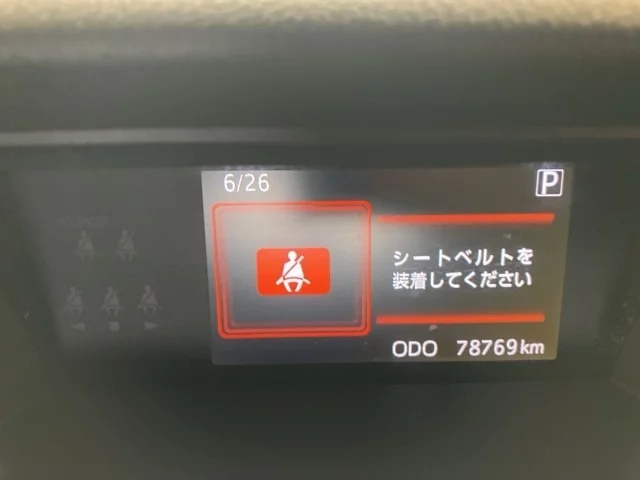 6/26 P
シートベルトを
装着してください
ODO 78769km